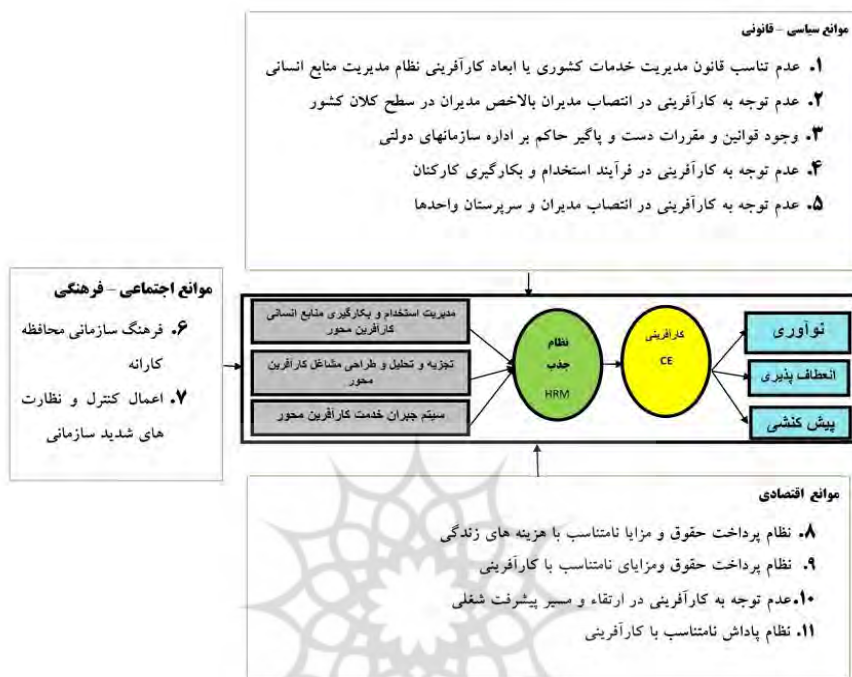 موانع سیاسی - قانونی
۱. عدم تناسب قانون مدیریت خدمات کشوری با ابعاد کارآفرینی نظام مدیریت منابع انسانی
۲. عدم توجه به کارآفرینی در انتصاب مدیران بالاخص مدیران در سطح کلان کشور
۳. وجود قوانین و مقررات دست و پاگیر حاکم بر اداره سازمانهای دولتی
۴. عدم توجه به کارآفرینی در فرآیند استخدام و بکارگیری کارکنان
۵. عدم توجه به کارآفرینی در انتصاب مدیران و سرپرستان واحدها
موانع اجتماعی - فرهنگی
۶. فرهنگ سازمانی محافظه
کارانه
۷. اعمال کنترل و نظارت
های شدید سازمانی
مدیریت استخدام و بکارگیری منابع انسانی
کارآفرین محور
تجزیه و تحلیل و طراحی مشاغل کارآفرین
محور
سیتم جبران خدمت کارآفرین محور
نظام
جذب
HRM
کارآفرینی
CE
نوآوری
انعطاف پذیری
پیش کنشی
موانع اقتصادی
۸. نظام پرداخت حقوق و مزایا نامتناسب با هزینه های زندگی
۹. نظام پرداخت حقوق ومزایای نامتناسب با کارآفرینی
۱۰.عدم توجه به کارآفرینی در ارتقاء و مسیر پیشرفت شغلی
۱۱. نظام پاداش نامتناسب با کارآفرینی